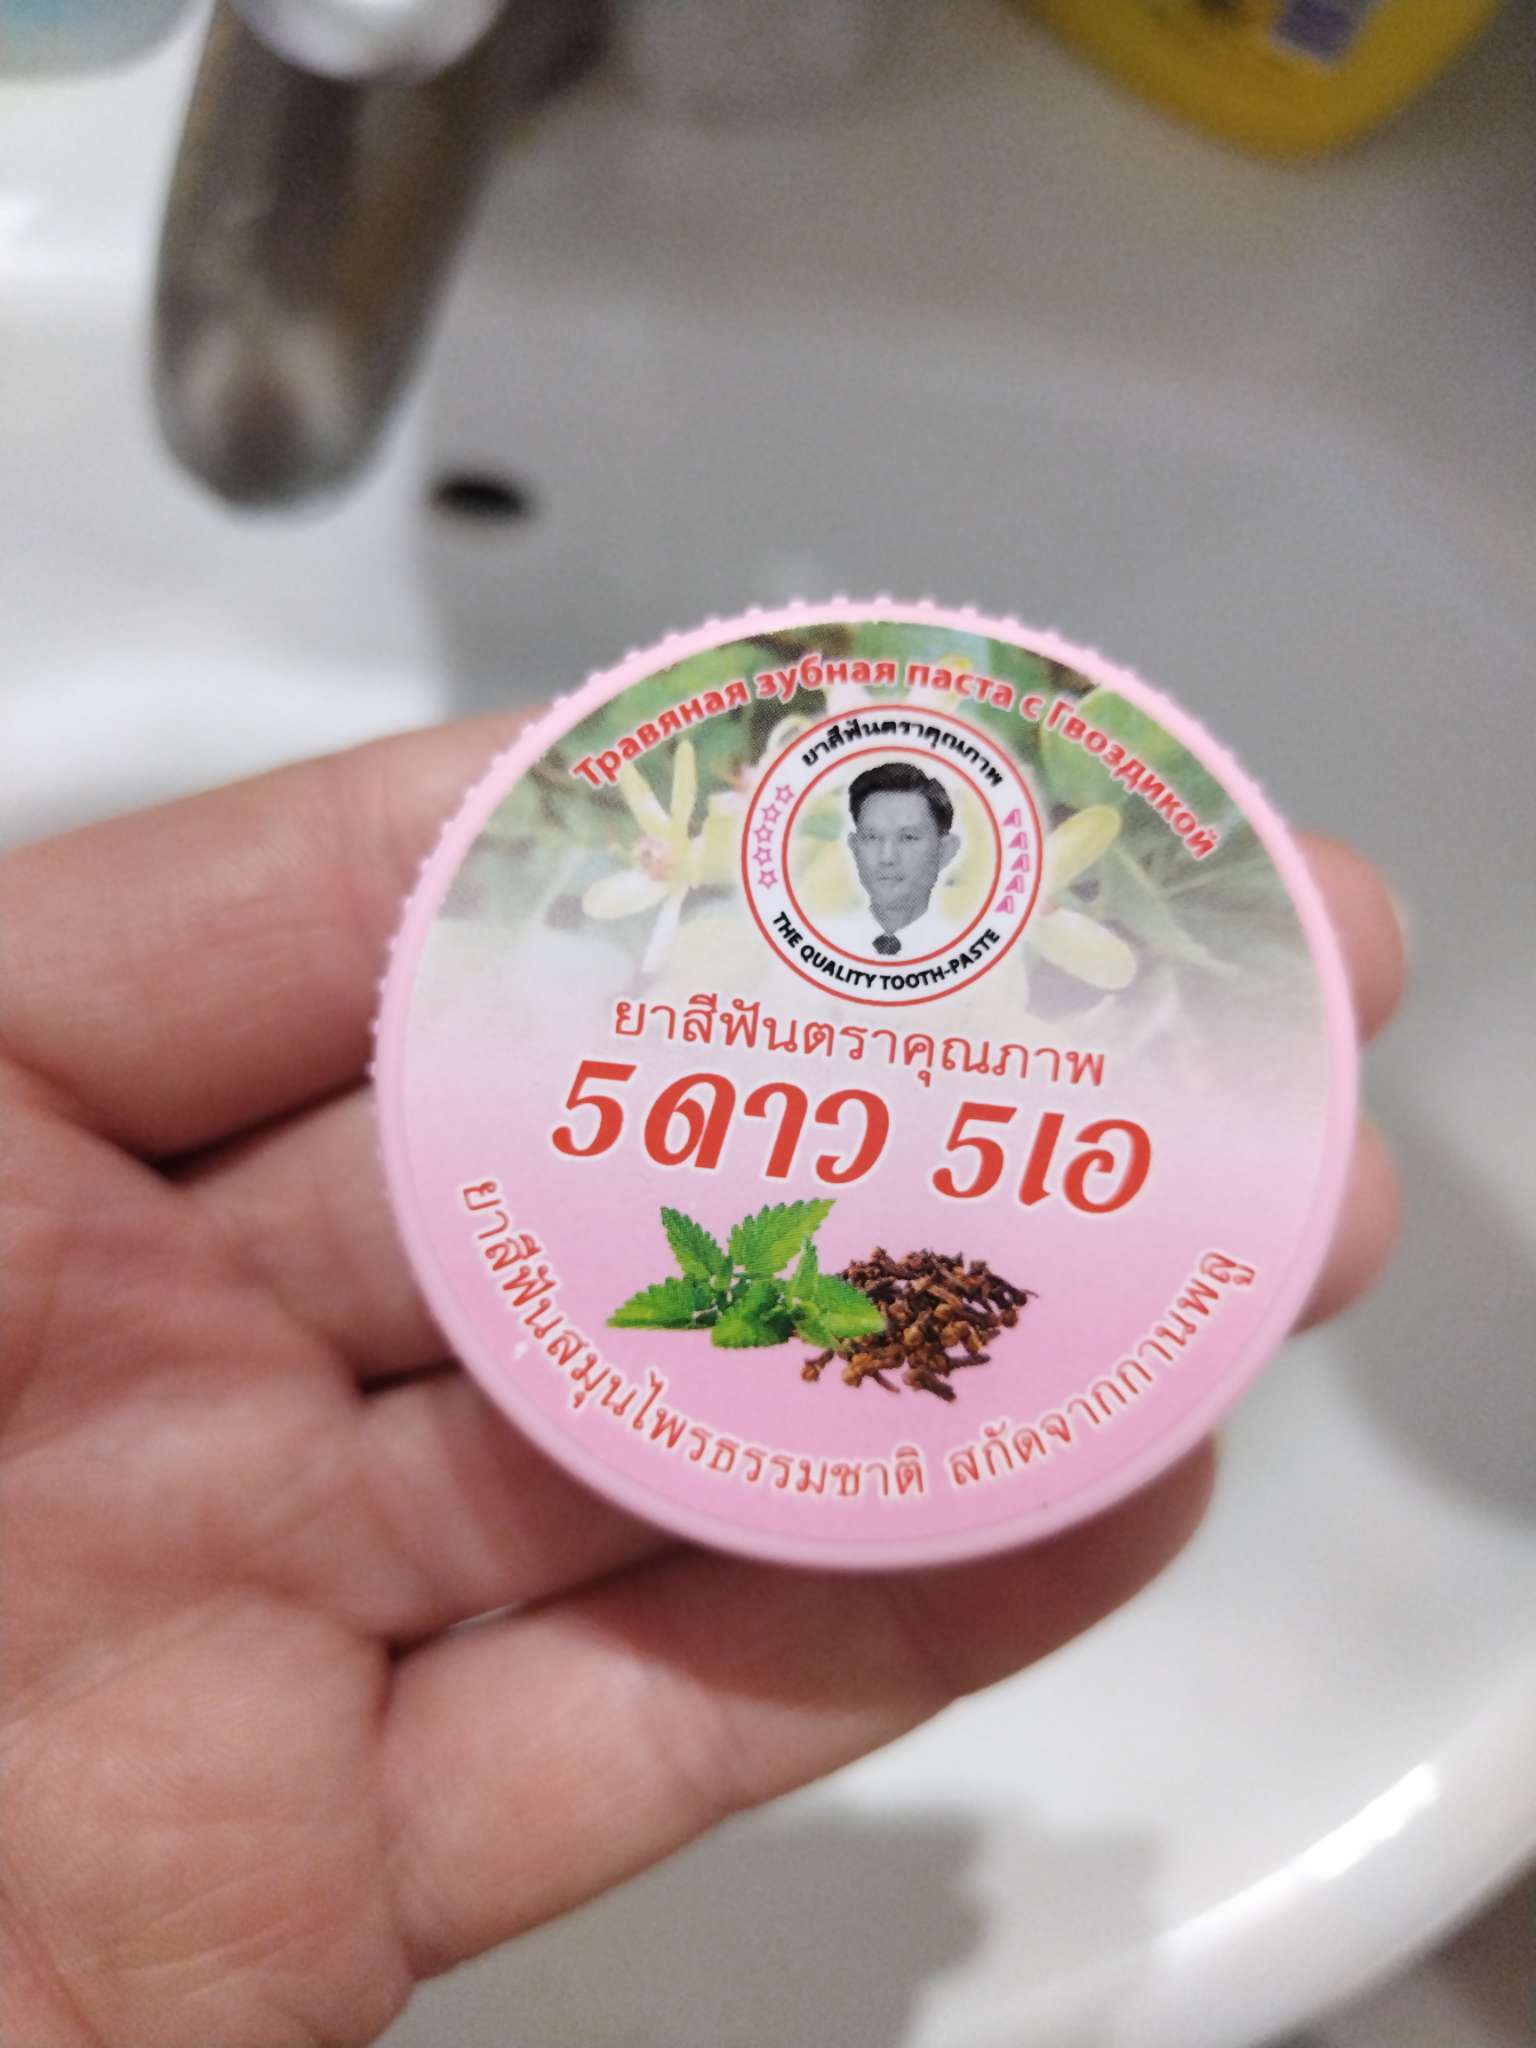 Травяная зубная паста с Гвоздикой
ยาสีฟันตราคุณภาพ
☆☆☆☆☆
AAAAA
THE QUALITY TOOTH-PASTE
ยาสีฟันตราคุณภาพ
5ดาว 5เอ
ยาสีฟันสมุนไพรธรรมชาติ สกัดจากกานพลู